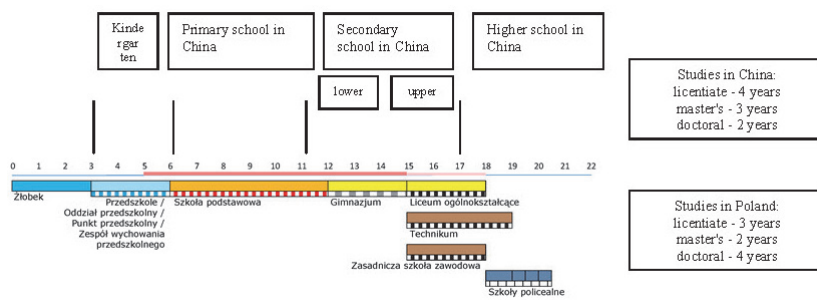 Kinde
rgar
ten
Primary school in
China
Secondary
school in China
Higher school in
China
lower
upper
Studies in China:
licentiate - 4 years
master's - 3 years
doctoral - 2 years
0 1 2 3 4 5 6 7 8 9 10 11 12 13 14 15 16 17 18 19 20 21 22
Żłobek
Przedszkole /
Oddział przedszkolny /
Punkt przedszkolny /
Zespół wychowania
przedszkolnego
Szkoła podstawowa
Gimnazjum
Liceum ogólnokształcące
Technikum
Zasadnicza szkoła zawodowa
Szkoły policealne
Studies in Poland:
licentiate - 3 years
master's - 2 years
doctoral - 4 years